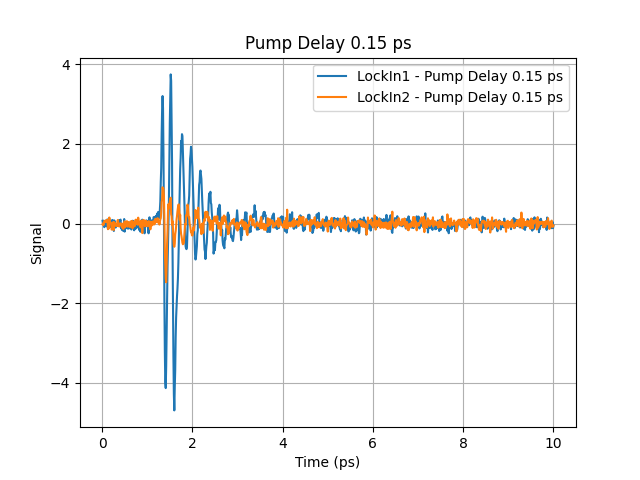 Pump Delay 0.15 ps
LockIn1 - Pump Delay 0.15 ps
LockIn2 - Pump Delay 0.15 ps
4
2
0
−2
−4
Signal
0
2
4
6
8
10
Time (ps)